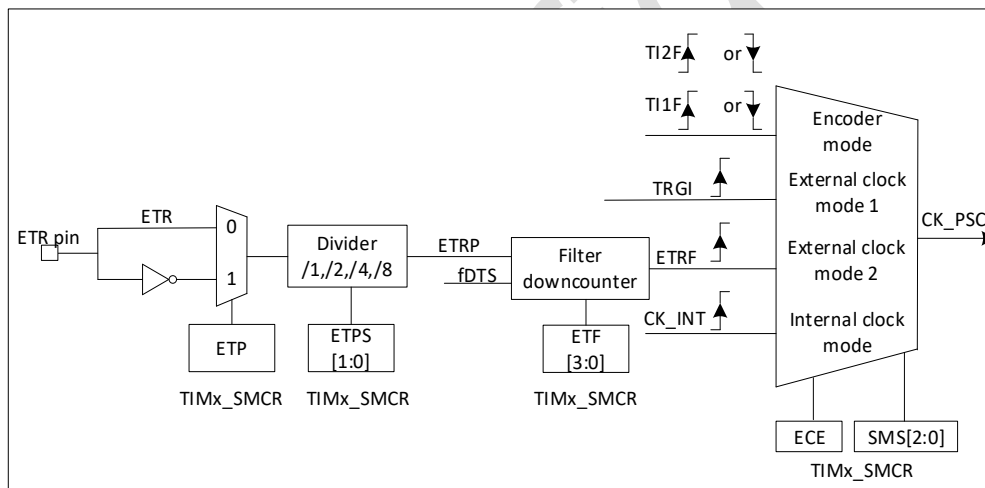 TI2F or
TI1F or
Encoder
mode
TRGI
External clock
mode 1
ETR pin
ETR
0
1
Divider
/1,/2,/4,/8
ETRP
fDTS
Filter
downcounter
ETRF
External clock
mode 2
CK_PSC
CK_INT
Internal clock
mode
ETP
ETPS
[1:0]
ETF
[3:0]
TIMx_SMCR
TIMx_SMCR
TIMx_SMCR
ECE
SMS[2:0]
TIMx_SMCR